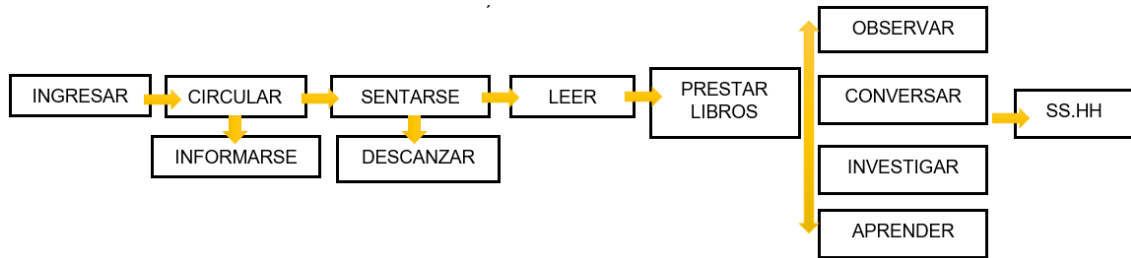 INGRESAR
CIRCULAR
INFORMARSE
SENTARSE
DESCANZAR
LEER
PRESTAR
LIBROS
OBSERVAR
CONVERSAR
INVESTIGAR
APRENDER
SS.HH